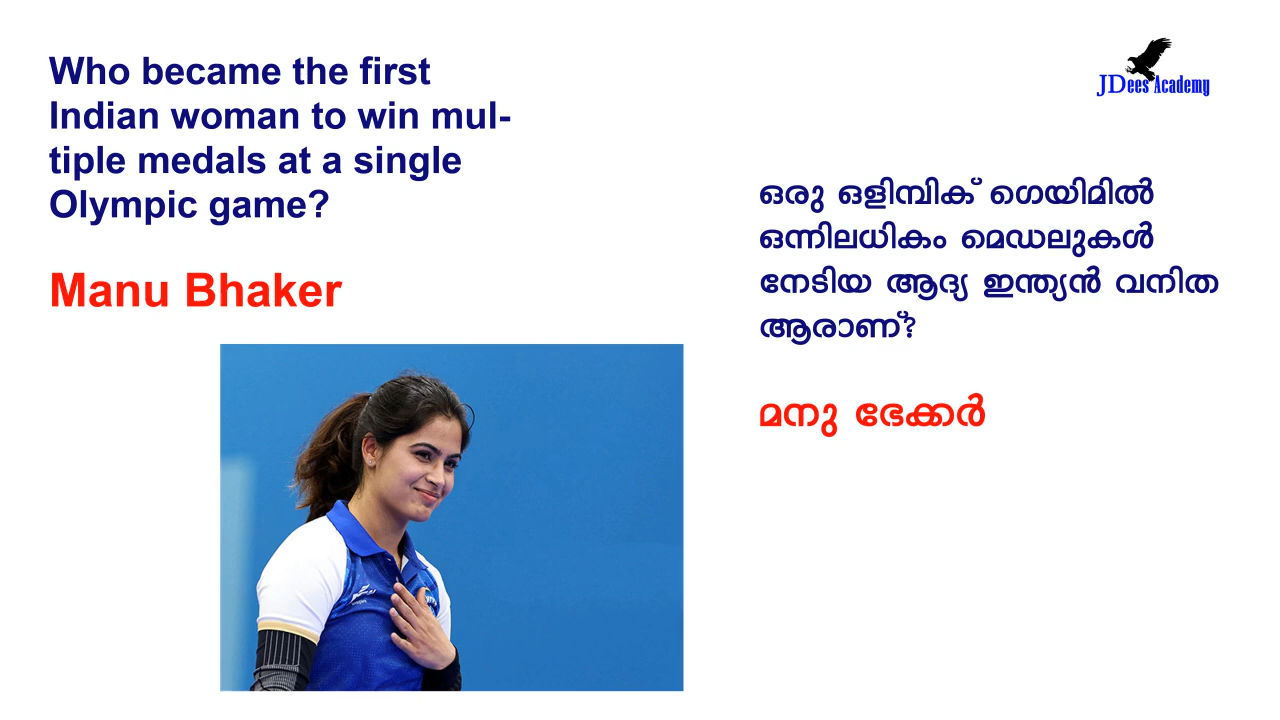 Who became the first
Indian woman to win mul-
tiple medals at a single
Olympic game?
Manu Bhaker
JDees Academy
ഒരു ഒളിമ്പിക് ഗെയിമിൽ
ഒന്നിലധികം മെഡലുകൾ
നേടിയ ആദ്യ ഇന്ത്യൻ വനിത
ആരാണ്?
മനു ഭേക്കർ